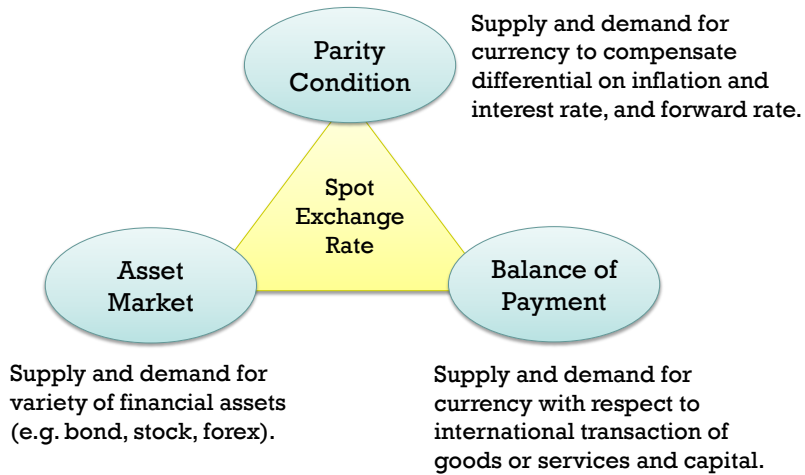 Parity
Condition
Supply and demand for
currency to compensate
differential on inflation and
interest rate, and forward rate.
Spot
Exchange
Rate
Asset
Market
Balance of
Payment
Supply and demand for
variety of financial assets
(e.g. bond, stock, forex).
Supply and demand for
currency with respect to
international transaction of
goods or services and capital.